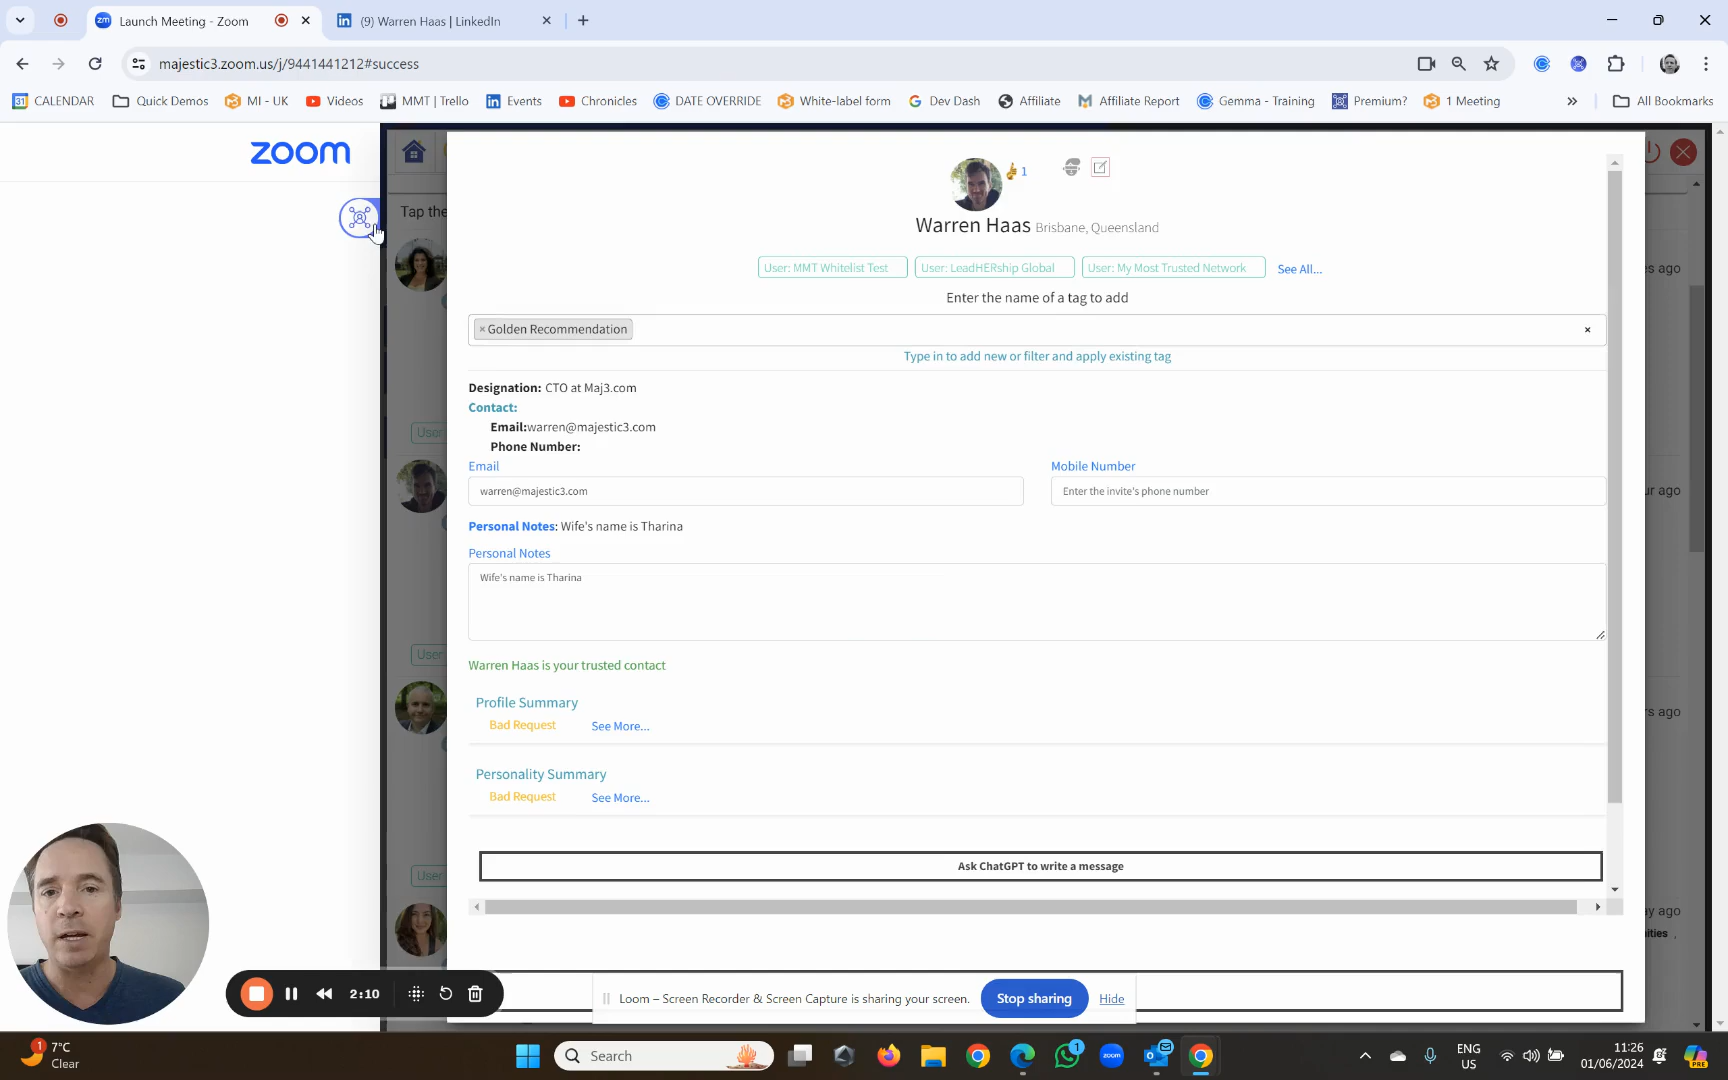 Launch Meeting - Zoom
(9) Warren Haas | LinkedIn
majestic3.zoom.us/j/9441441212#success
CALENDAR
Quick Demos
MI - UK
Videos
MMT | Trello
Events
Chronicles
DATE OVERRIDE
White-label form
Dev Dash
Affiliate
Affiliate Report
Gemma - Training
Premium?
1 Meeting
»
All Bookmarks
zoom
Tap the
1
Warren Haas Brisbane, Queensland
User: MMT Whitelist Test
User: LeadHERship Global
User: My Most Trusted Network
See All...
Enter the name of a tag to add
× Golden Recommendation
×
Type in to add new or filter and apply existing tag
Designation: CTO at Maj3.com
Contact:
Email:warren@majestic3.com
Phone Number:
Email
Mobile Number
warren@majestic3.com
Enter the invite's phone number
Personal Notes: Wife's name is Tharina
Personal Notes
Wife's name is Tharina
Warren Haas is your trusted contact
Profile Summary
Bad Request
See More...
Personality Summary
Bad Request
See More...
Ask ChatGPT to write a message
User
User
User
ur ago
ities ,
2:10
Loom – Screen Recorder & Screen Capture is sharing your screen.
Stop sharing
Hide
1
7°C
Clear
Search
1
zoom
ENG
US
11:26
01/06/2024
PRE